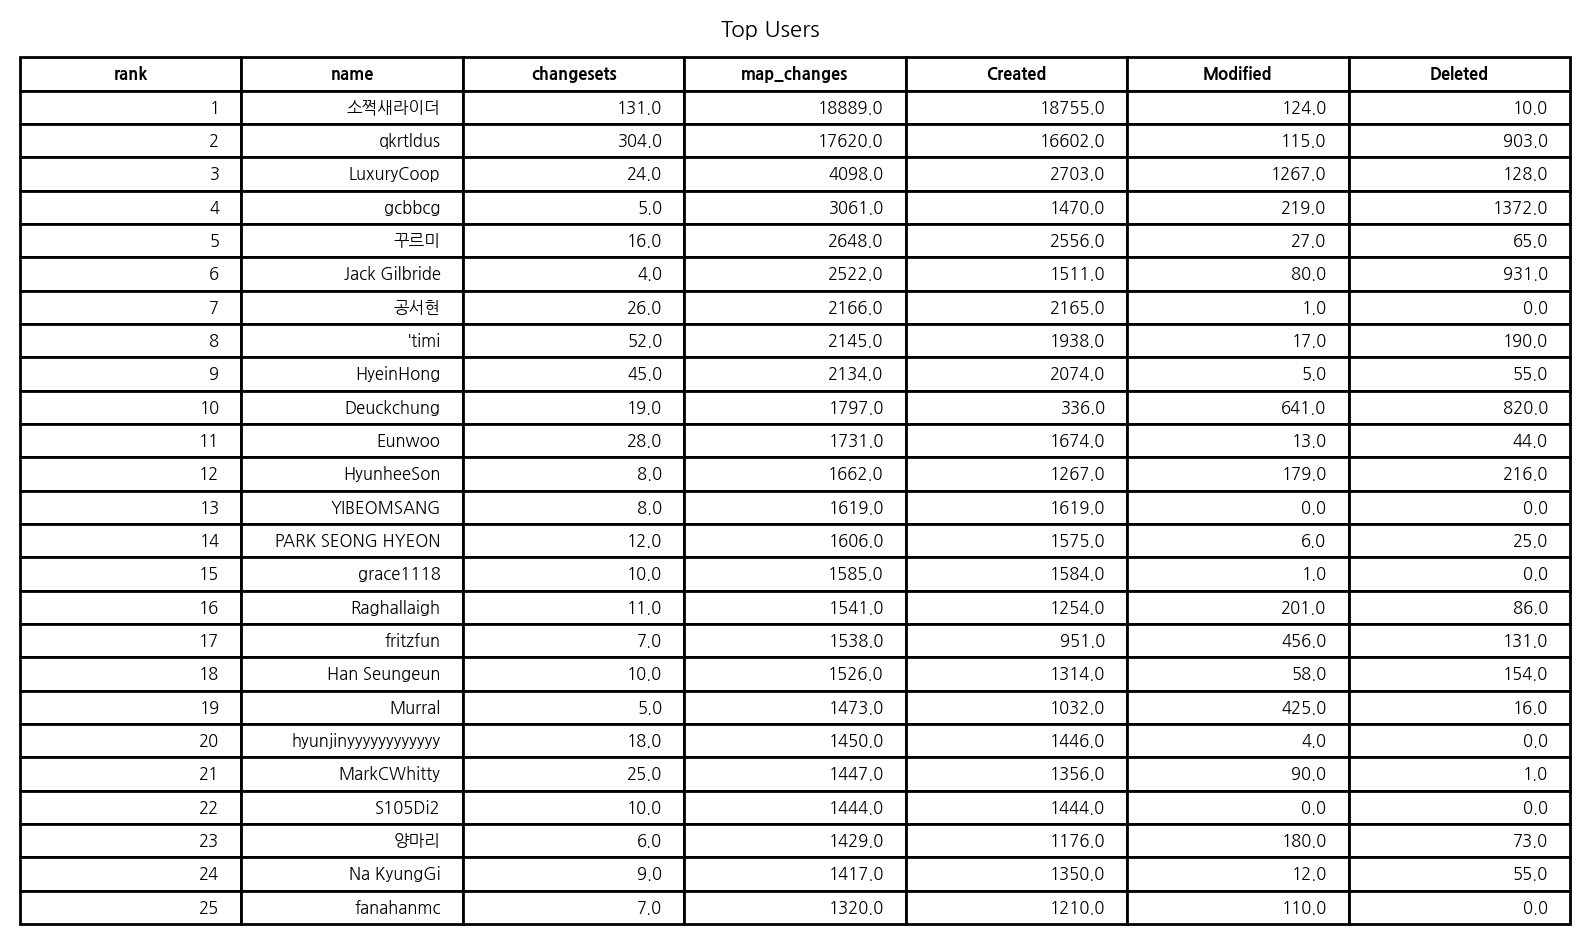 Top Users
rank name changesets map_changes Created Modified Deleted
1 소쩍새라이더 131.0 18889.0 18755.0 124.0 10.0
2 qkrtldus 304.0 17620.0 16602.0 115.0 903.0
3 LuxuryCoop 24.0 4098.0 2703.0 1267.0 128.0
4 gcbbcg 5.0 3061.0 1470.0 219.0 1372.0
5 꾸르미 16.0 2648.0 2556.0 27.0 65.0
6 Jack Gilbride 4.0 2522.0 1511.0 80.0 931.0
7 공서현 26.0 2166.0 2165.0 1.0 0.0
8 'timi 52.0 2145.0 1938.0 17.0 190.0
9 HyeinHong 45.0 2134.0 2074.0 5.0 55.0
10 Deuckchung 19.0 1797.0 336.0 641.0 820.0
11 Eunwoo 28.0 1731.0 1674.0 13.0 44.0
12 HyunheeSon 8.0 1662.0 1267.0 179.0 216.0
13 YIBEOMSANG 8.0 1619.0 1619.0 0.0 0.0
14 PARK SEONG HYEON 12.0 1606.0 1575.0 6.0 25.0
15 grace1118 10.0 1585.0 1584.0 1.0 0.0
16 Raghallaigh 11.0 1541.0 1254.0 201.0 86.0
17 fritzfun 7.0 1538.0 951.0 456.0 131.0
18 Han Seungeun 10.0 1526.0 1314.0 58.0 154.0
19 Murral 5.0 1473.0 1032.0 425.0 16.0
20 hyunjinyyyyyyyyyyyy 18.0 1450.0 1446.0 4.0 0.0
21 MarkCWhitty 25.0 1447.0 1356.0 90.0 1.0
22 S105Di2 10.0 1444.0 1444.0 0.0 0.0
23 양마리 6.0 1429.0 1176.0 180.0 73.0
24 Na KyungGi 9.0 1417.0 1350.0 12.0 55.0
25 fanahanmc 7.0 1320.0 1210.0 110.0 0.0